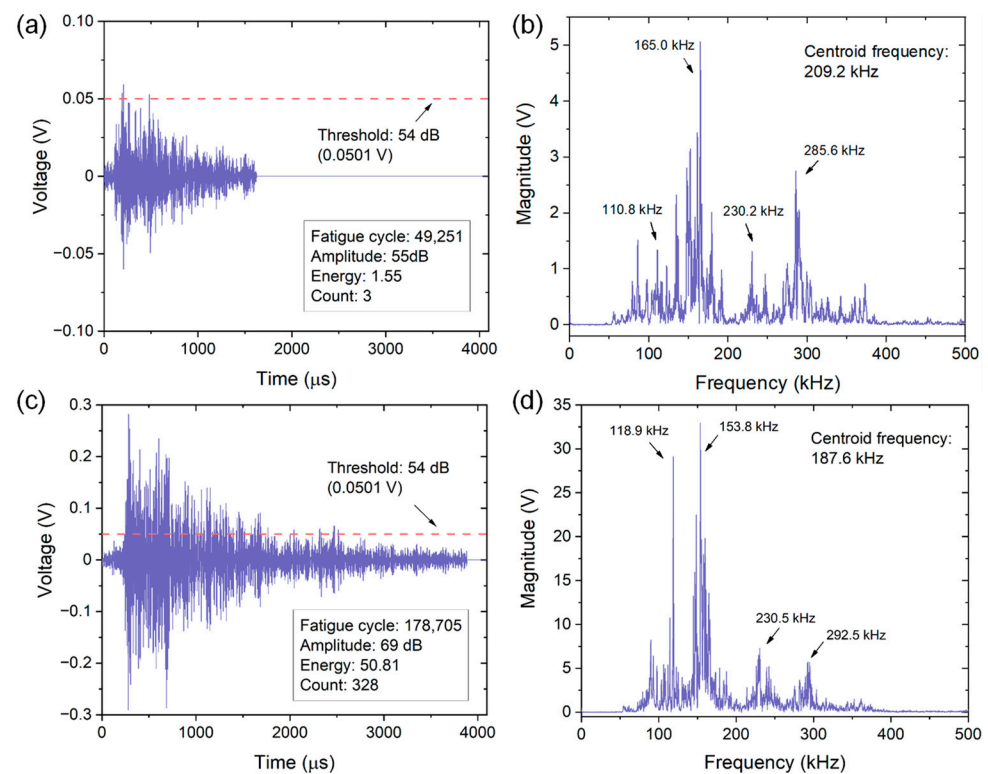 (a)
0.10
0.05
0
−0.05
−0.10
Voltage (V)
Threshold: 54 dB
(0.0501 V)
Fatigue cycle: 49,251
Amplitude: 55dB
Energy: 1.55
Count: 3
0 1000 2000 3000 4000
Time (μs)
(b)
5
4
3
2
1
0
Magnitude (V)
165.0 kHz
Centroid frequency:
209.2 kHz
285.6 kHz
110.8 kHz
230.2 kHz
0 100 200 300 400 500
Frequency (kHz)
(c)
0.3
0.2
0.1
0
−0.1
−0.2
−0.3
Voltage (V)
Threshold: 54 dB
(0.0501 V)
Fatigue cycle: 178,705
Amplitude: 69 dB
Energy: 50.81
Count: 328
0 1000 2000 3000 4000
Time (μs)
(d)
35
30
25
20
15
10
5
0
Magnitude (V)
118.9 kHz
153.8 kHz
Centroid frequency:
187.6 kHz
230.5 kHz
292.5 kHz
0 100 200 300 400 500
Frequency (kHz)